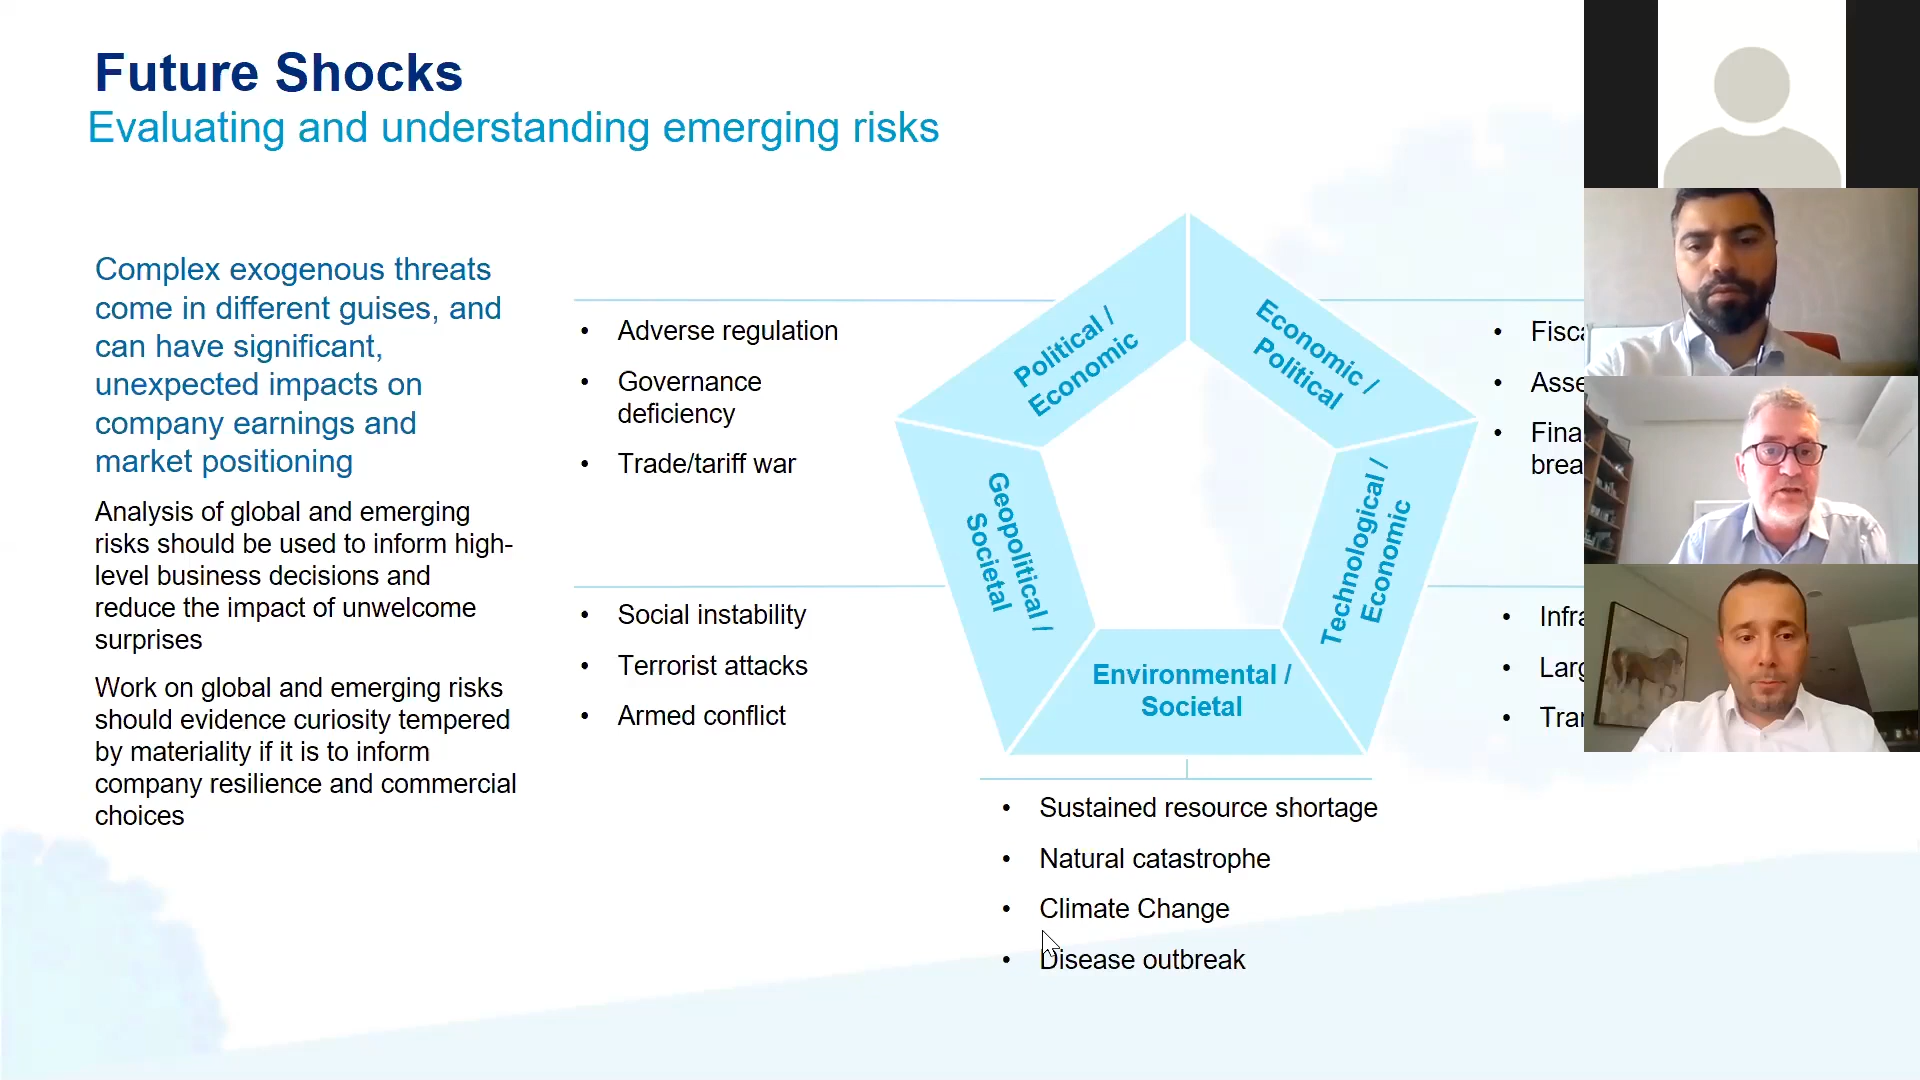 Future Shocks
Evaluating and understanding emerging risks
Complex exogenous threats
come in different guises, and
can have significant,
unexpected impacts on
company earnings and
market positioning
Analysis of global and emerging
risks should be used to inform high-
level business decisions and
reduce the impact of unwelcome
surprises
Work on global and emerging risks
should evidence curiosity tempered
by materiality if it is to inform
company resilience and commercial
choices
• Adverse regulation
• Governance
deficiency
• Trade/tariff war
• Social instability
• Terrorist attacks
• Armed conflict
Political /
Economic
Economic /
Political
Geopolitical /
Societal
Technological /
Economic
Environmental /
Societal
• Sustained resource shortage
• Natural catastrophe
• Climate Change
• Disease outbreak